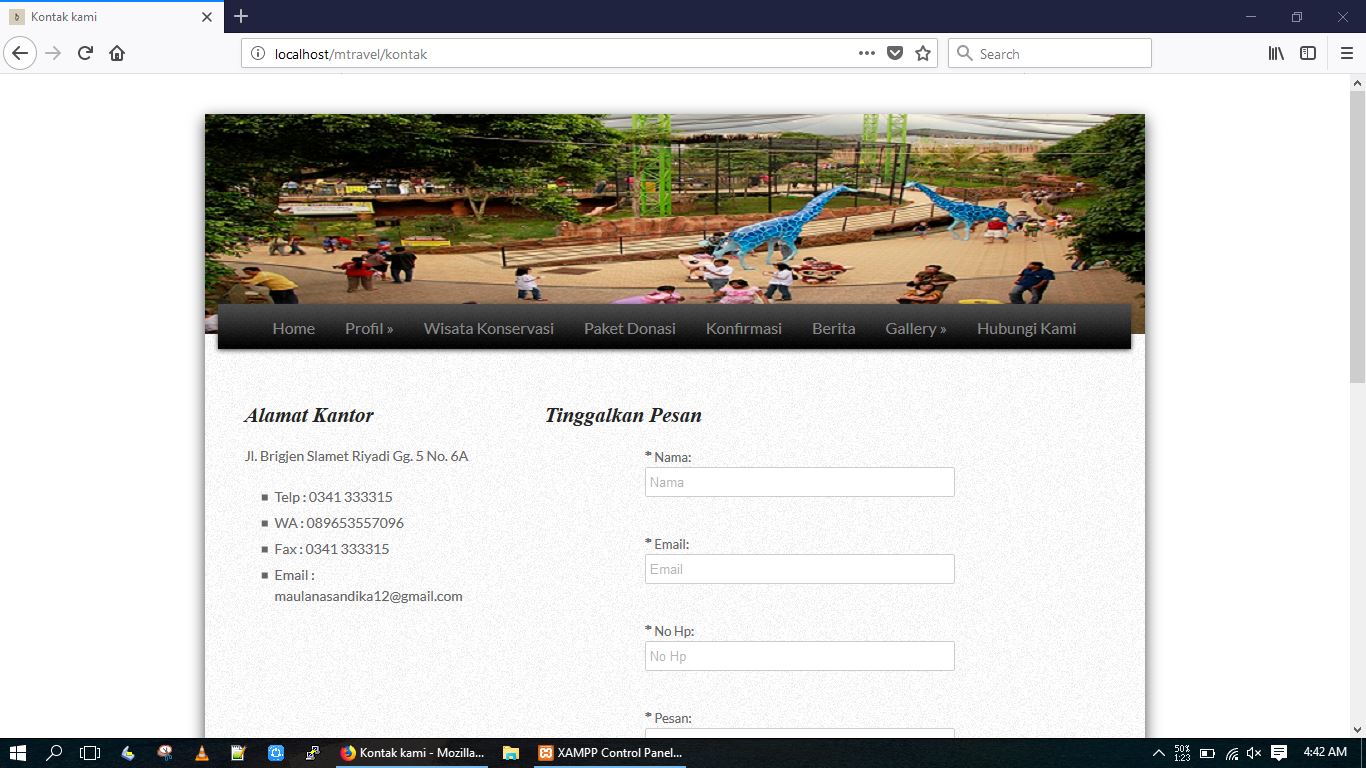 Kontak kami
localhost/mtravel/kontak
Search
Home Profil » Wisata Konservasi Paket Donasi Konfirmasi Berita Gallery » Hubungi Kami
Alamat Kantor
Jl. Brigjen Slamet Riyadi Gg. 5 No. 6A
Telp : 0341 333315
WA : 089653557096
Fax : 0341 333315
Email :
maulanasandika12@gmail.com
Tinggalkan Pesan
* Nama:
Nama
* Email:
Email
* No Hp:
No Hp
* Pesan:
Kontak kami - Mozilla...
XAMPP Control Panel...
50%
1:23
4:42 AM